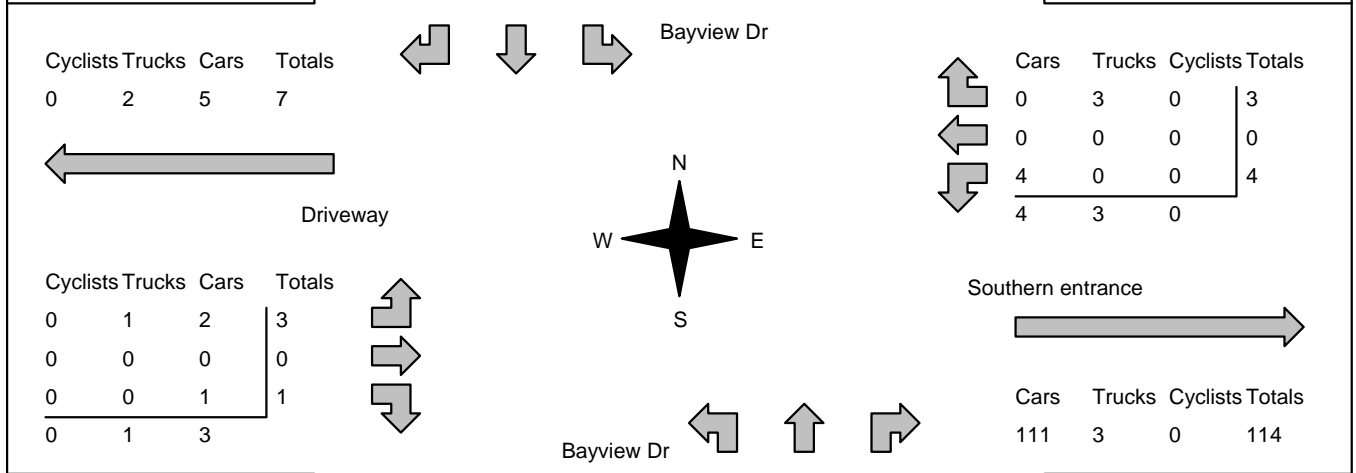 Bayview Dr
Cyclists Trucks Cars Totals
0 2 5 7
Cars Trucks Cyclists Totals
0 3 0 3
0 0 0 0
4 0 0 4
4 3 0
N
W E
S
Driveway
Cyclists Trucks Cars Totals
0 1 2 3
0 0 0 0
0 0 1 1
0 1 3
Southern entrance
Cars Trucks Cyclists Totals
111 3 0 114
Bayview Dr